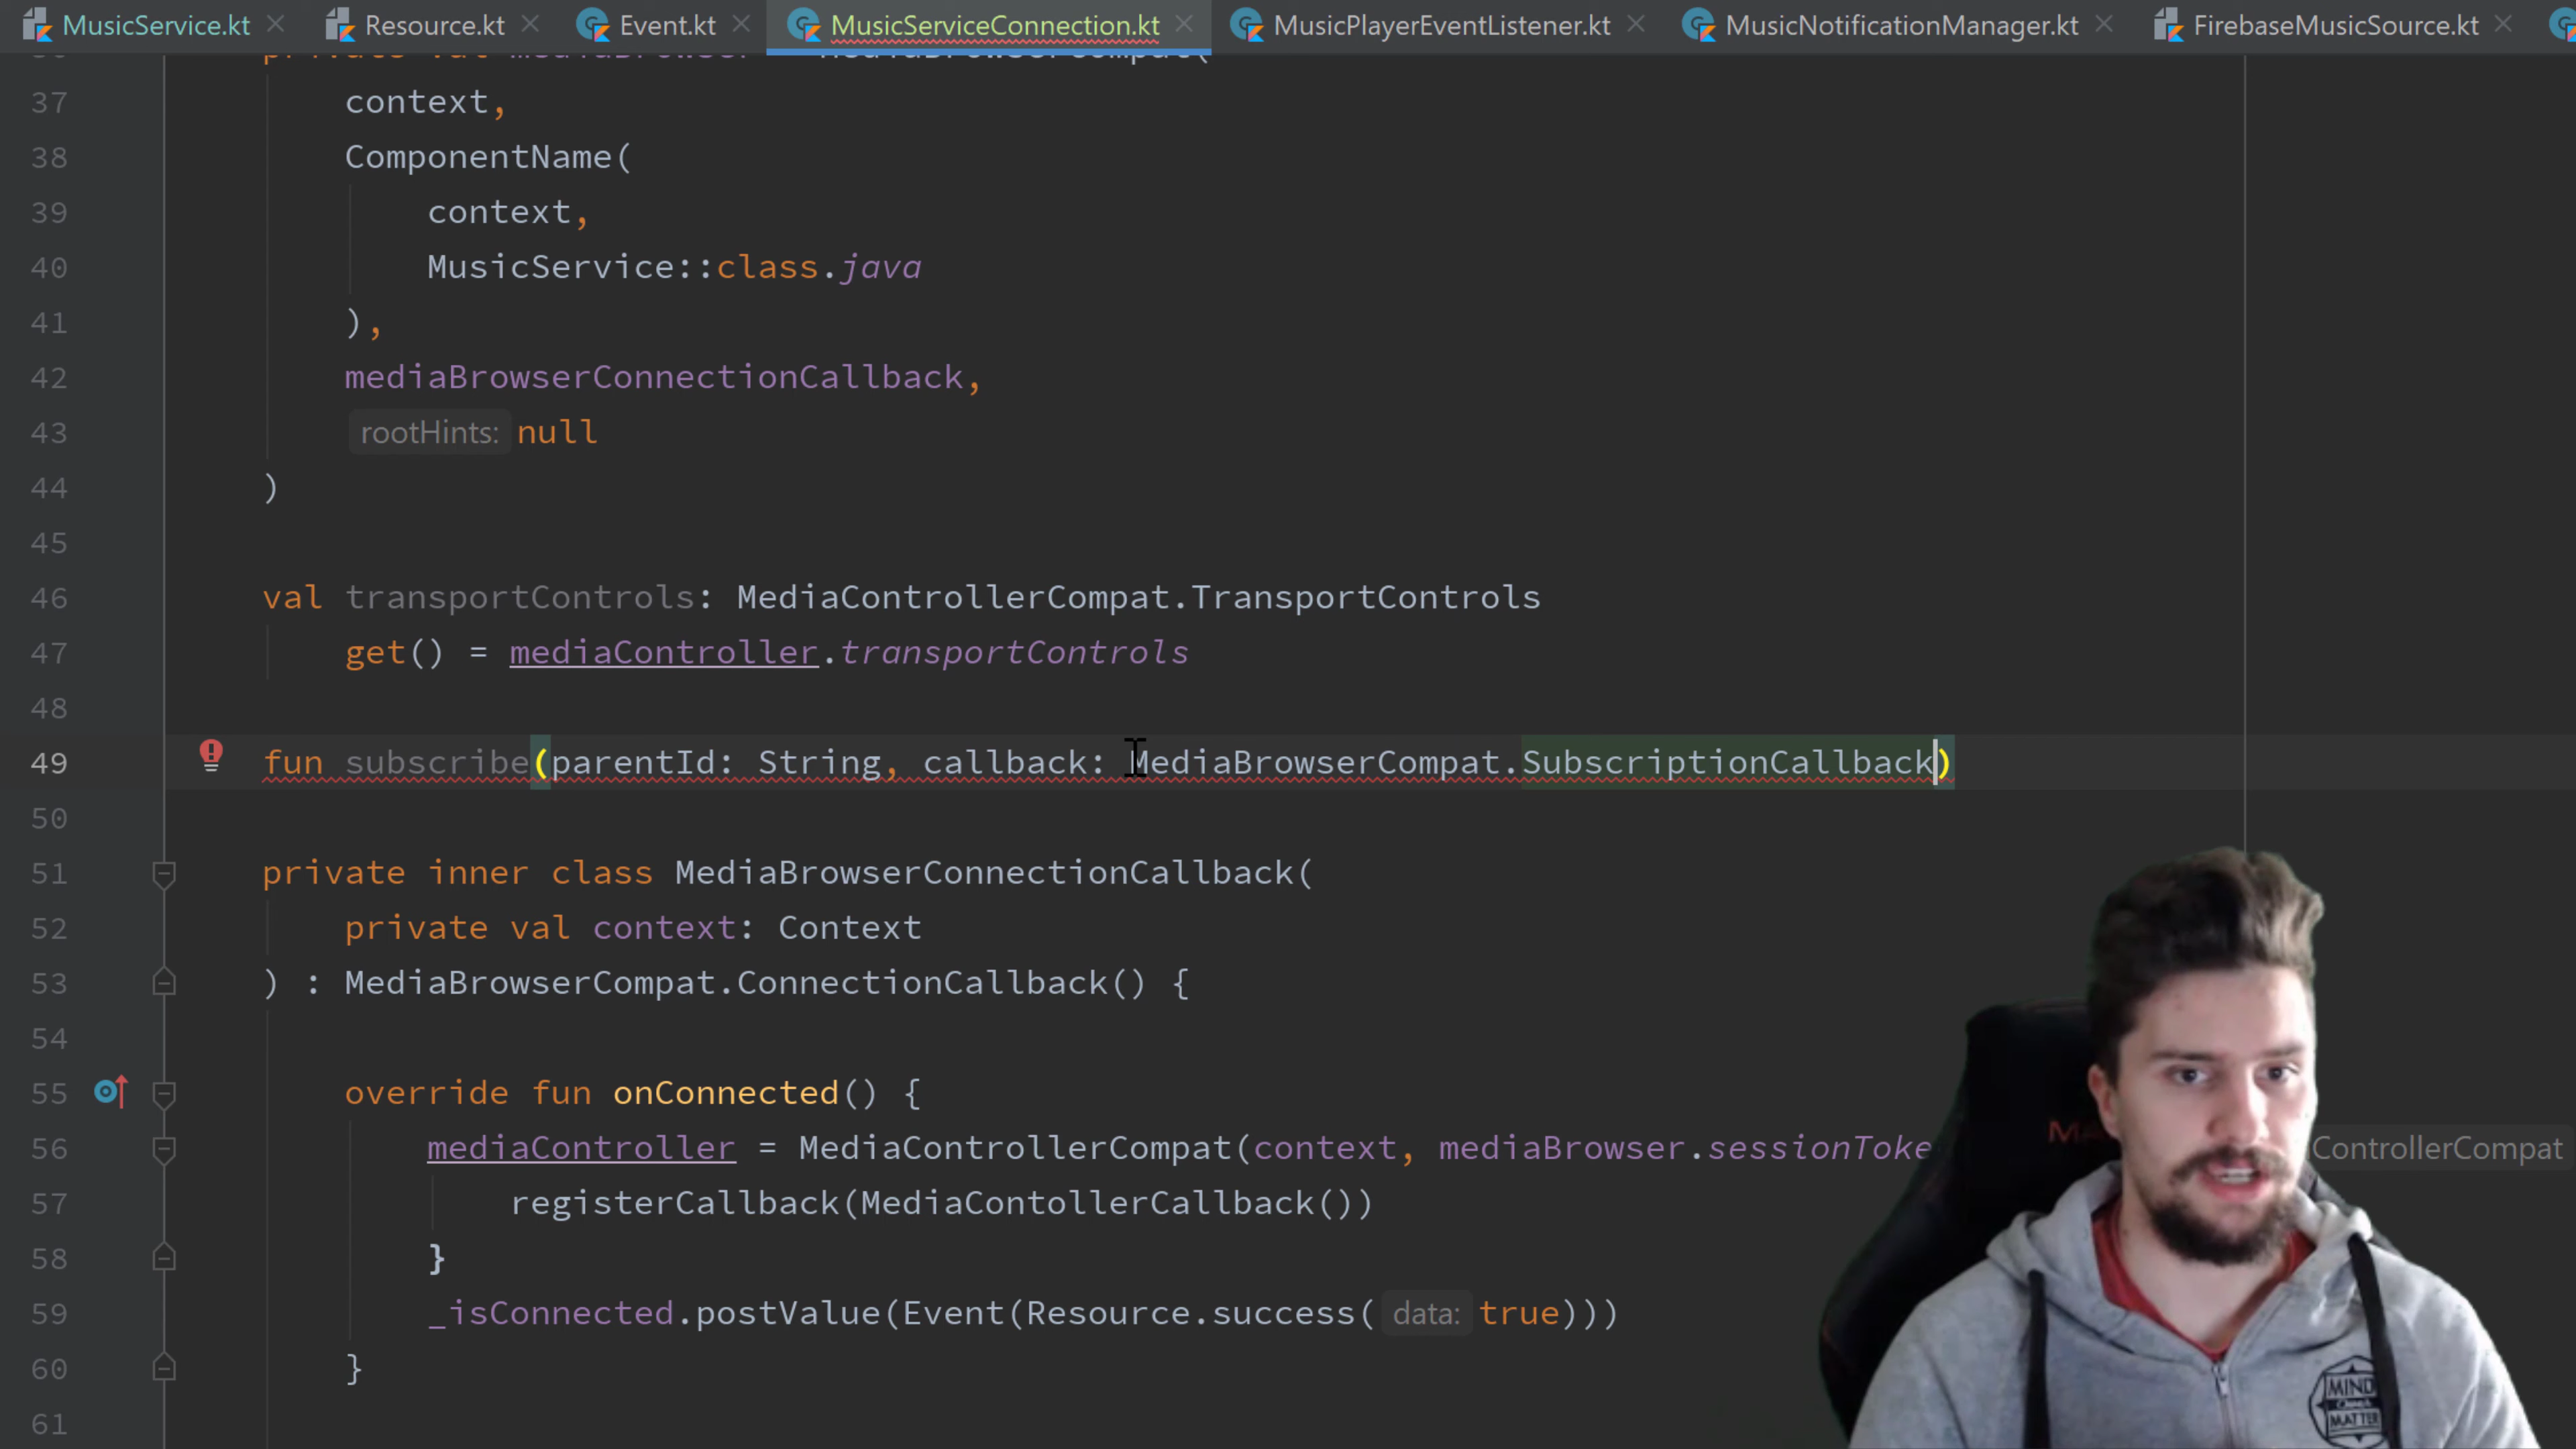 MusicService.kt Resource.kt Event.kt MusicServiceConnection.kt MusicPlayerEventListener.kt MusicNotificationManager.kt FirebaseMusicSource.kt
37 context,
38 ComponentName(
39 context,
40 MusicService::class.java
41 ),
42 mediaBrowserConnectionCallback,
43 rootHints: null
44 )
45
46 val transportControls: MediaControllerCompat.TransportControls
47 get() = mediaController.transportControls
48
49 fun subscribe(parentId: String, callback: MediaBrowserCompat.SubscriptionCallback)
50
51 private inner class MediaBrowserConnectionCallback(
52 private val context: Context
53 ) : MediaBrowserCompat.ConnectionCallback() {
54
55 override fun onConnected() {
56 mediaController = MediaControllerCompat(context, mediaBrowser.sessionToke ControllerCompat
57 registerCallback(MediaContollerCallback())
58 }
59 _isConnected.postValue(Event(Resource.success( data: true)))
60 }
61
MIND
MATTER